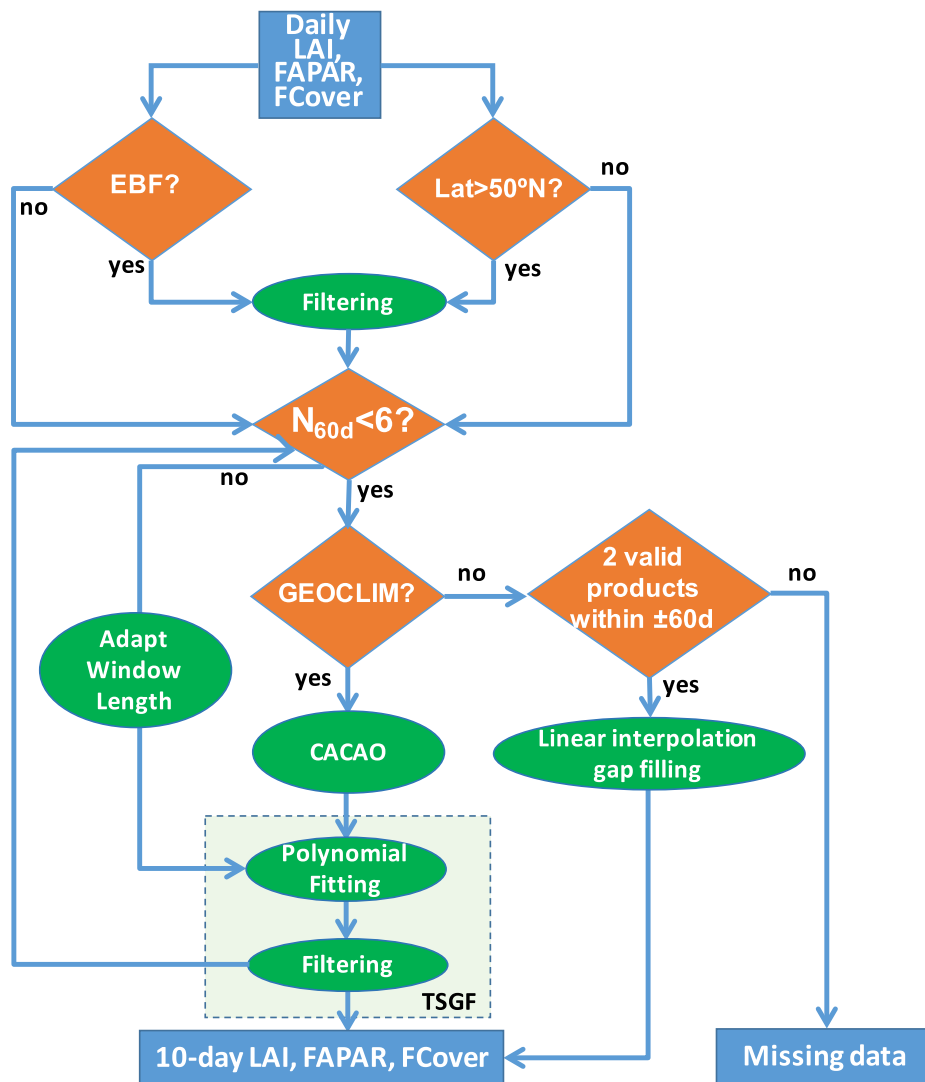 Daily
LAI,
FAPAR,
FCover
EBF?
Lat>50ºN?
no
no
yes
yes
Filtering
N60d<6?
no
yes
GEOCLIM?
no
2 valid
products
within ±60d
no
Adapt
Window
Length
yes
yes
CACAO
Linear interpolation
gap filling
Polynomial
Fitting
Filtering
TSGF
10-day LAI, FAPAR, FCover
Missing data